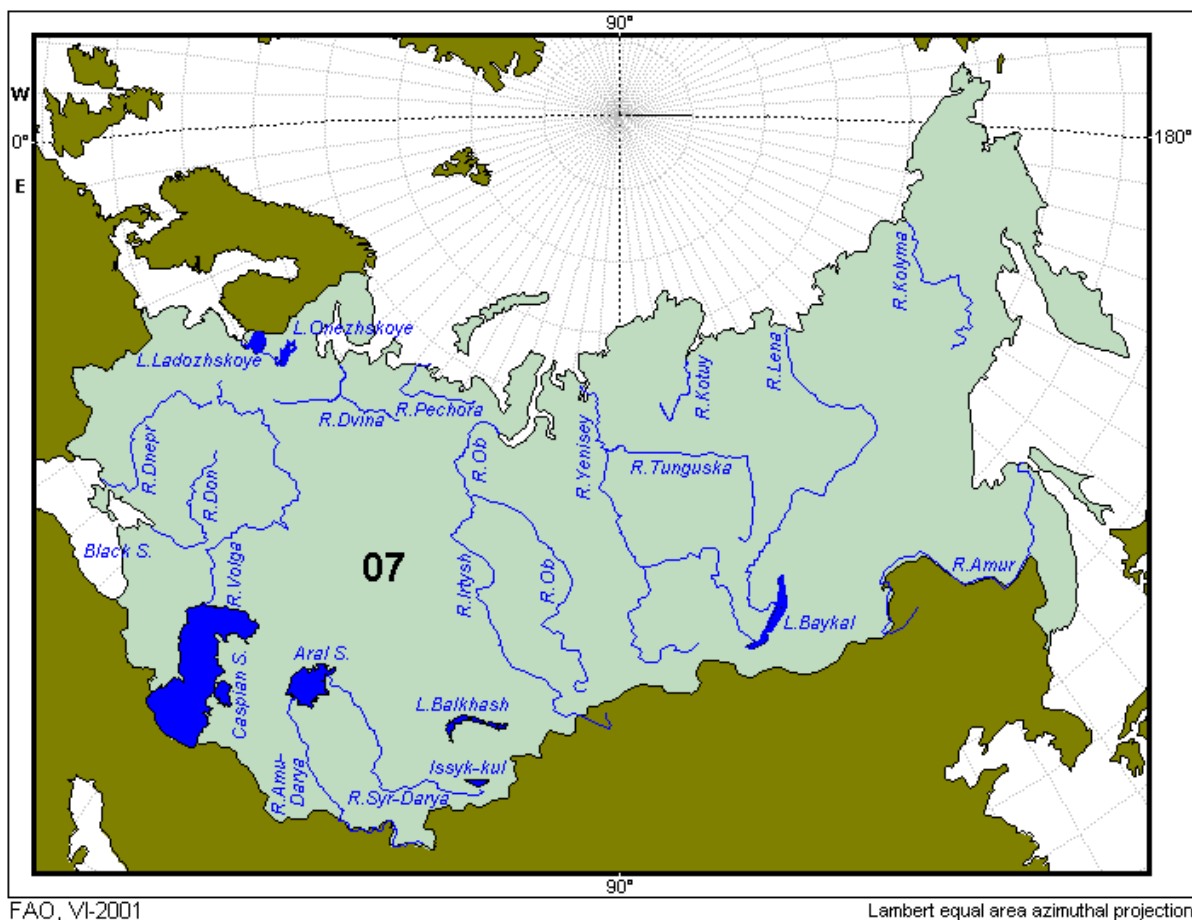 90°
W
0°
E
180°
R.Kolyma
L.Onezhskoye
L.Ladozhskoye
R.Lena
R.Kotuy
R.Pechora
R.Dvina
R.Dnepr
R.Ob
R.Yenisey
R.Tunguska
R.Don
Black S.
R.Volga
07
R.Irtysh
R.Ob
R.Amur
L.Baykal
Aral S.
Caspian S.
L.Balkhash
Issyk-kul
R.Amu-
Darya
R.Syr-Darya
90°
FAO, VI-2001
Lambert equal area azimuthal projection